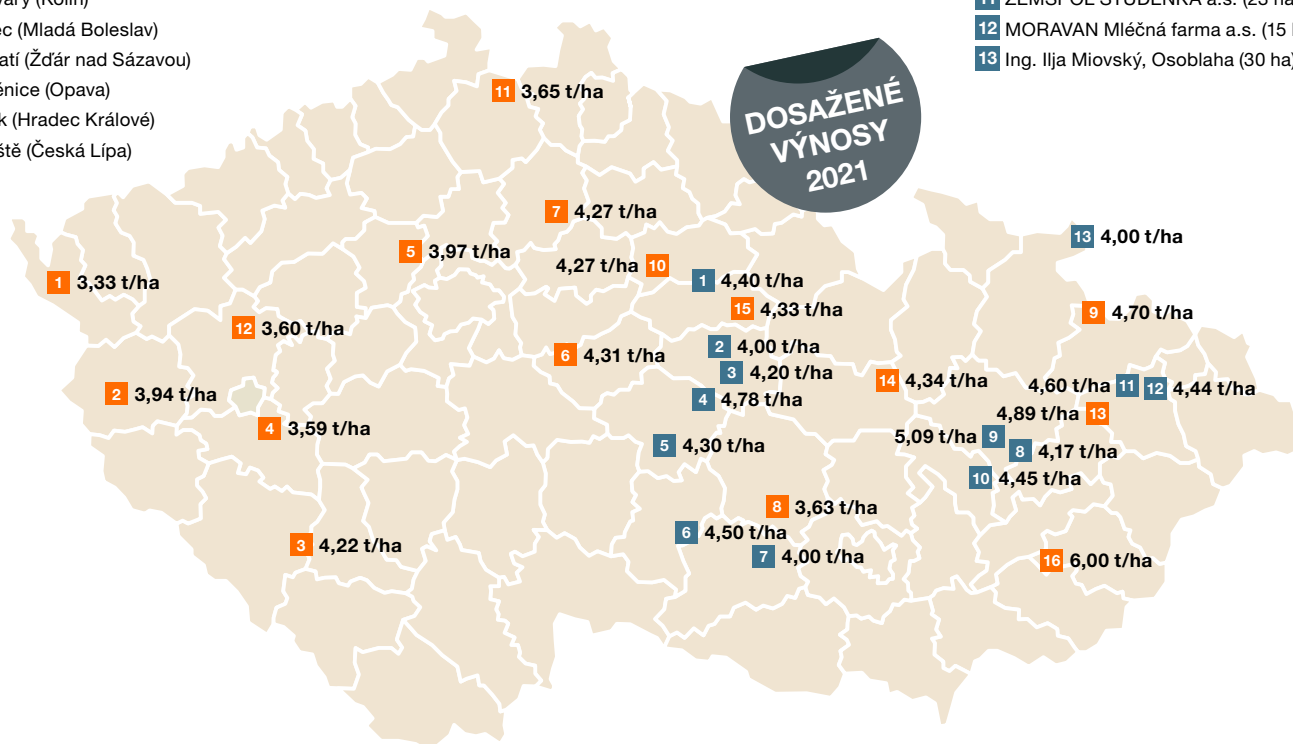 (Kolín)
ec (Mladá Boleslav)
atí (Žďár nad Sázavou)
ěnice (Opava)
k (Hradec Králové)
ště (Česká Lípa)
11 ZEMSPOL STUDÉNKA a.s.
12 MORAVAN Mléčná farma a.s. (15
13 Ing. Ilja Miovský, Osoblaha (30 ha)
DOSAŽENÉ
VÝNOSY
2021
11 3,65 t/ha
7 4,27 t/ha
13 4,00 t/ha
5 3,97 t/ha
4,27 t/ha 10
1 3,33 t/ha
1 4,40 t/ha
15 4,33 t/ha
9 4,70 t/ha
12 3,60 t/ha
2 4,00 t/ha
6 4,31 t/ha
3 4,20 t/ha
14 4,34 t/ha
4,60 t/ha 11
12 4,44 t/ha
2 3,94 t/ha
4 4,78 t/ha
4,89 t/ha 13
4 3,59 t/ha
5,09 t/ha 9
5 4,30 t/ha
8 4,17 t/ha
10 4,45 t/ha
8 3,63 t/ha
6 4,50 t/ha
3 4,22 t/ha
7 4,00 t/ha
16 6,00 t/ha